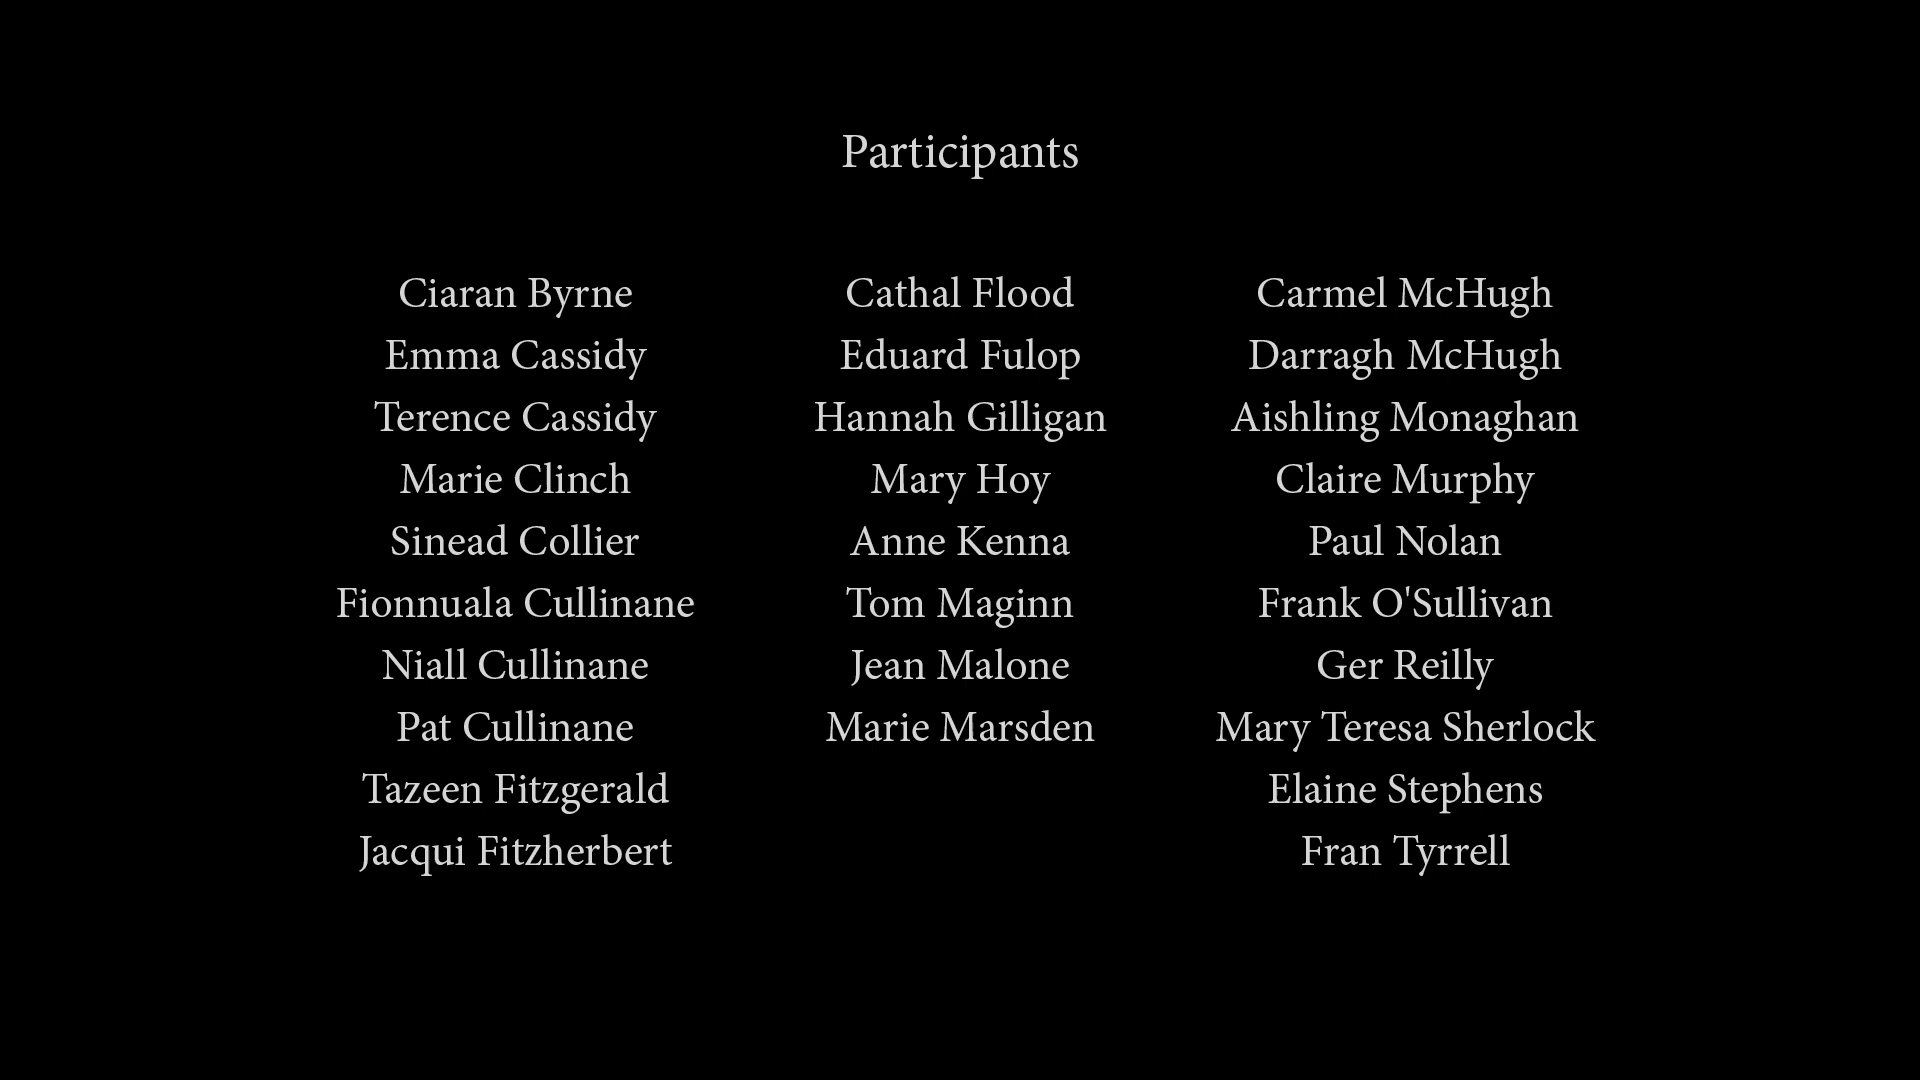 Participants
Ciaran Byrne
Emma Cassidy
Terence Cassidy
Marie Clinch
Sinead Collier
Fionnuala Cullinane
Niall Cullinane
Pat Cullinane
Tazeen Fitzgerald
Jacqui Fitzherbert
Cathal Flood
Eduard Fulop
Hannah Gilligan
Mary Hoy
Anne Kenna
Tom Maginn
Jean Malone
Marie Marsden
Carmel McHugh
Darragh McHugh
Aishling Monaghan
Claire Murphy
Paul Nolan
Frank O'Sullivan
Ger Reilly
Mary Teresa Sherlock
Elaine Stephens
Fran Tyrrell